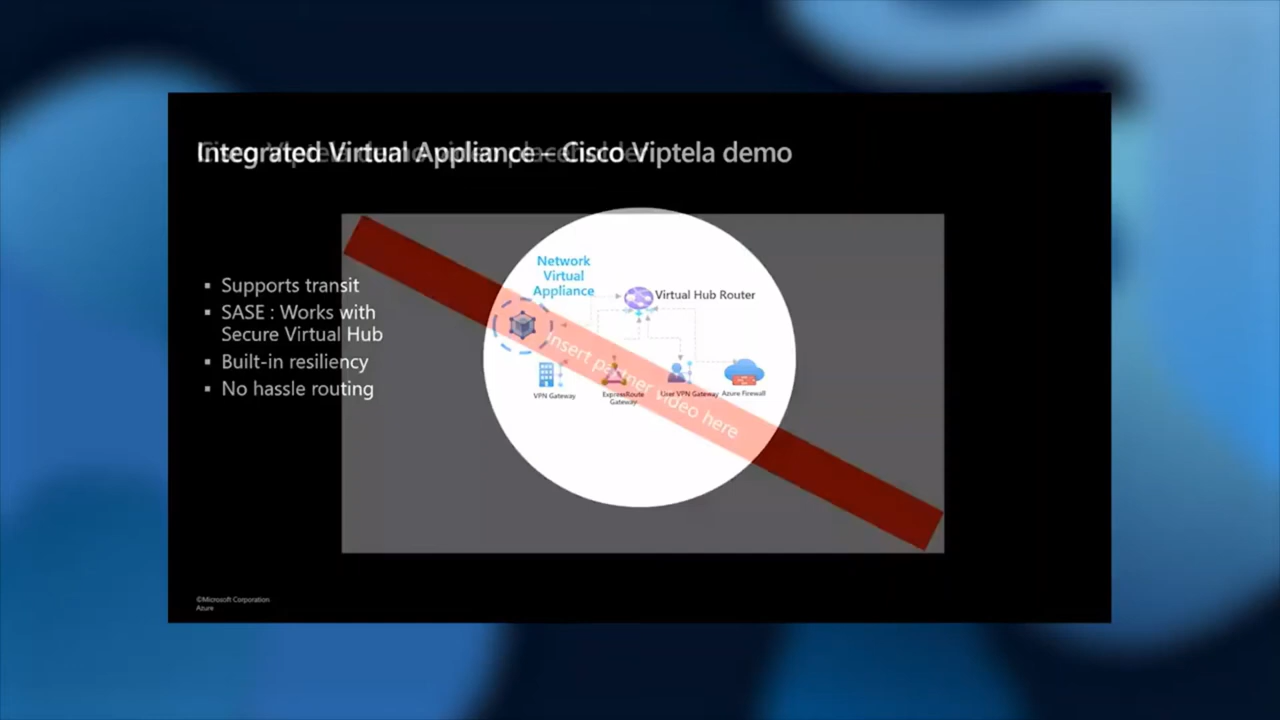 Integrated Virtual Appliance – Cisco Viptela demo
Network
Virtual
Appliance
Virtual Hub Router
▪ Supports transit
▪ SASE : Works with
Secure Virtual Hub
▪ Built-in resiliency
▪ No hassle routing
Insert partner video here
VPN Gateway
ExpressRoute
Gateway
User VPN Gateway
Azure Firewall
©Microsoft Corporation
Azure